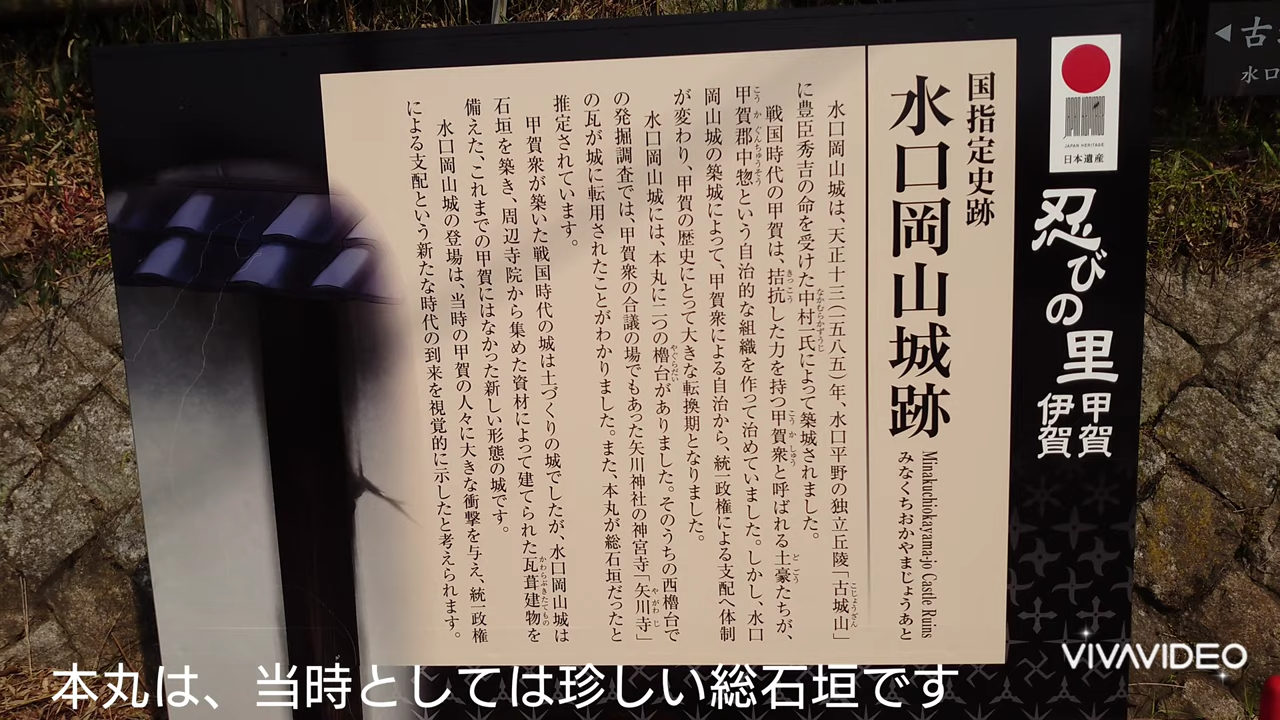 国指定史跡
水口岡山城跡
Minakuchiokayama-jo Castle Ruins
みなくちおかやまじょうあと
水口岡山城は、天正十三(一五八五)年、水口平野の独立丘陵「古城山」
に豊臣秀吉の命を受けた中村一氏によって築城されました。
戦国時代の甲賀は、拮抗した力を持つ甲賀衆と呼ばれる土豪たちが、
甲賀郡中惣という自治的な組織を作って治めていました。しかし、水口
岡山城の築城によって、甲賀衆による自治から、統一政権による支配へ体制
が変わり、甲賀の歴史にとって大きな転換期となりました。
水口岡山城には、本丸に二つの櫓台がありました。そのうちの西櫓台で
の発掘調査では、甲賀衆の合議の場でもあった矢川神社の神宮寺「矢川寺」
の瓦が城に転用されたことがわかりました。また、本丸が総石垣だったと
推定されています。
甲賀衆が築いた戦国時代の城は土づくりの城でしたが、水口岡山城は
石垣を築き、周辺寺院から集めた資材によって建てられた瓦葺建物を
備えた、これまでの甲賀にはなかった新しい形態の城です。
水口岡山城の登場は、当時の甲賀の人々に大きな衝撃を与え、統一政権
による支配という新たな時代の到来を視覚的に示したと考えられます。
JAPAN HERITAGE
日本遺産
忍びの里
甲賀
伊賀
◀古
水口
本丸は、当時としては珍しい総石垣です
VIVAVIDEO